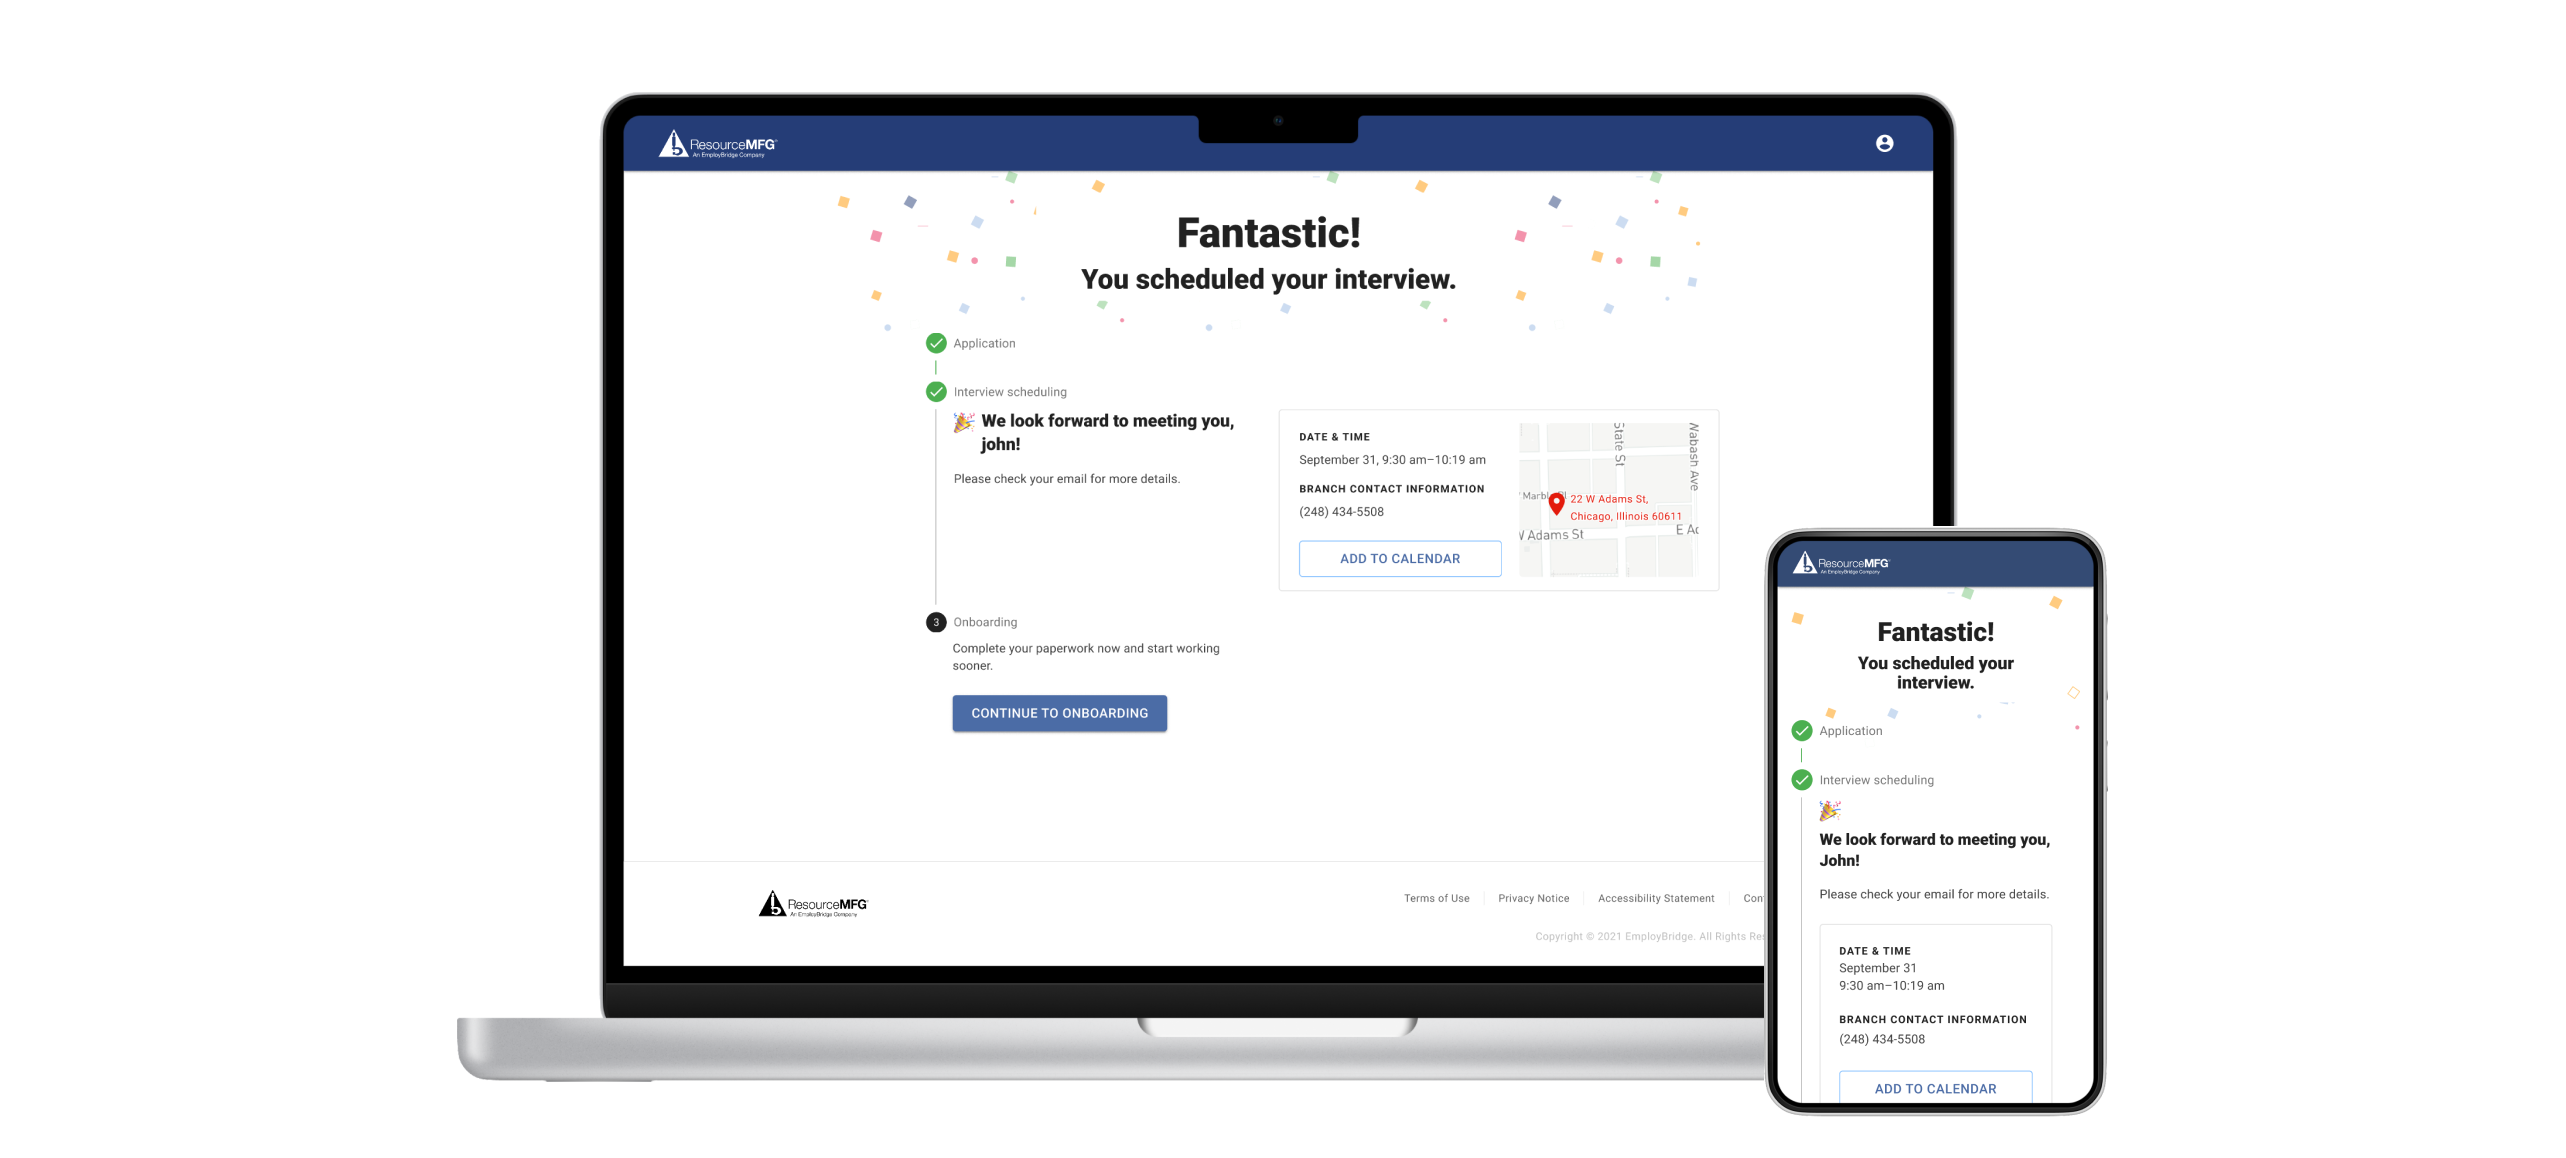 ResourceMFG
An EmployBridge Company
Fantastic!
You scheduled your interview.
Application
Interview scheduling
We look forward to meeting you,
john!
Please check your email for more details.
DATE & TIME
September 31, 9:30 am–10:19 am
BRANCH CONTACT INFORMATION
(248) 434-5508
ADD TO CALENDAR
State St
Wabash Ave
22 W Adams St,
Chicago, Illinois 60611
W Adams St
3 Onboarding
Complete your paperwork now and start working
sooner.
CONTINUE TO ONBOARDING
ResourceMFG
An EmployBridge Company
Terms of Use
Privacy Notice
Accessibility Statement
Copyright © 2021 EmployBridge. All Rights
ResourceMFG
An EmployBridge Company
Fantastic!
You scheduled your
interview.
Application
Interview scheduling
We look forward to meeting you,
John!
Please check your email for more details.
DATE & TIME
September 31
9:30 am–10:19 am
BRANCH CONTACT INFORMATION
(248) 434-5508
ADD TO CALENDAR